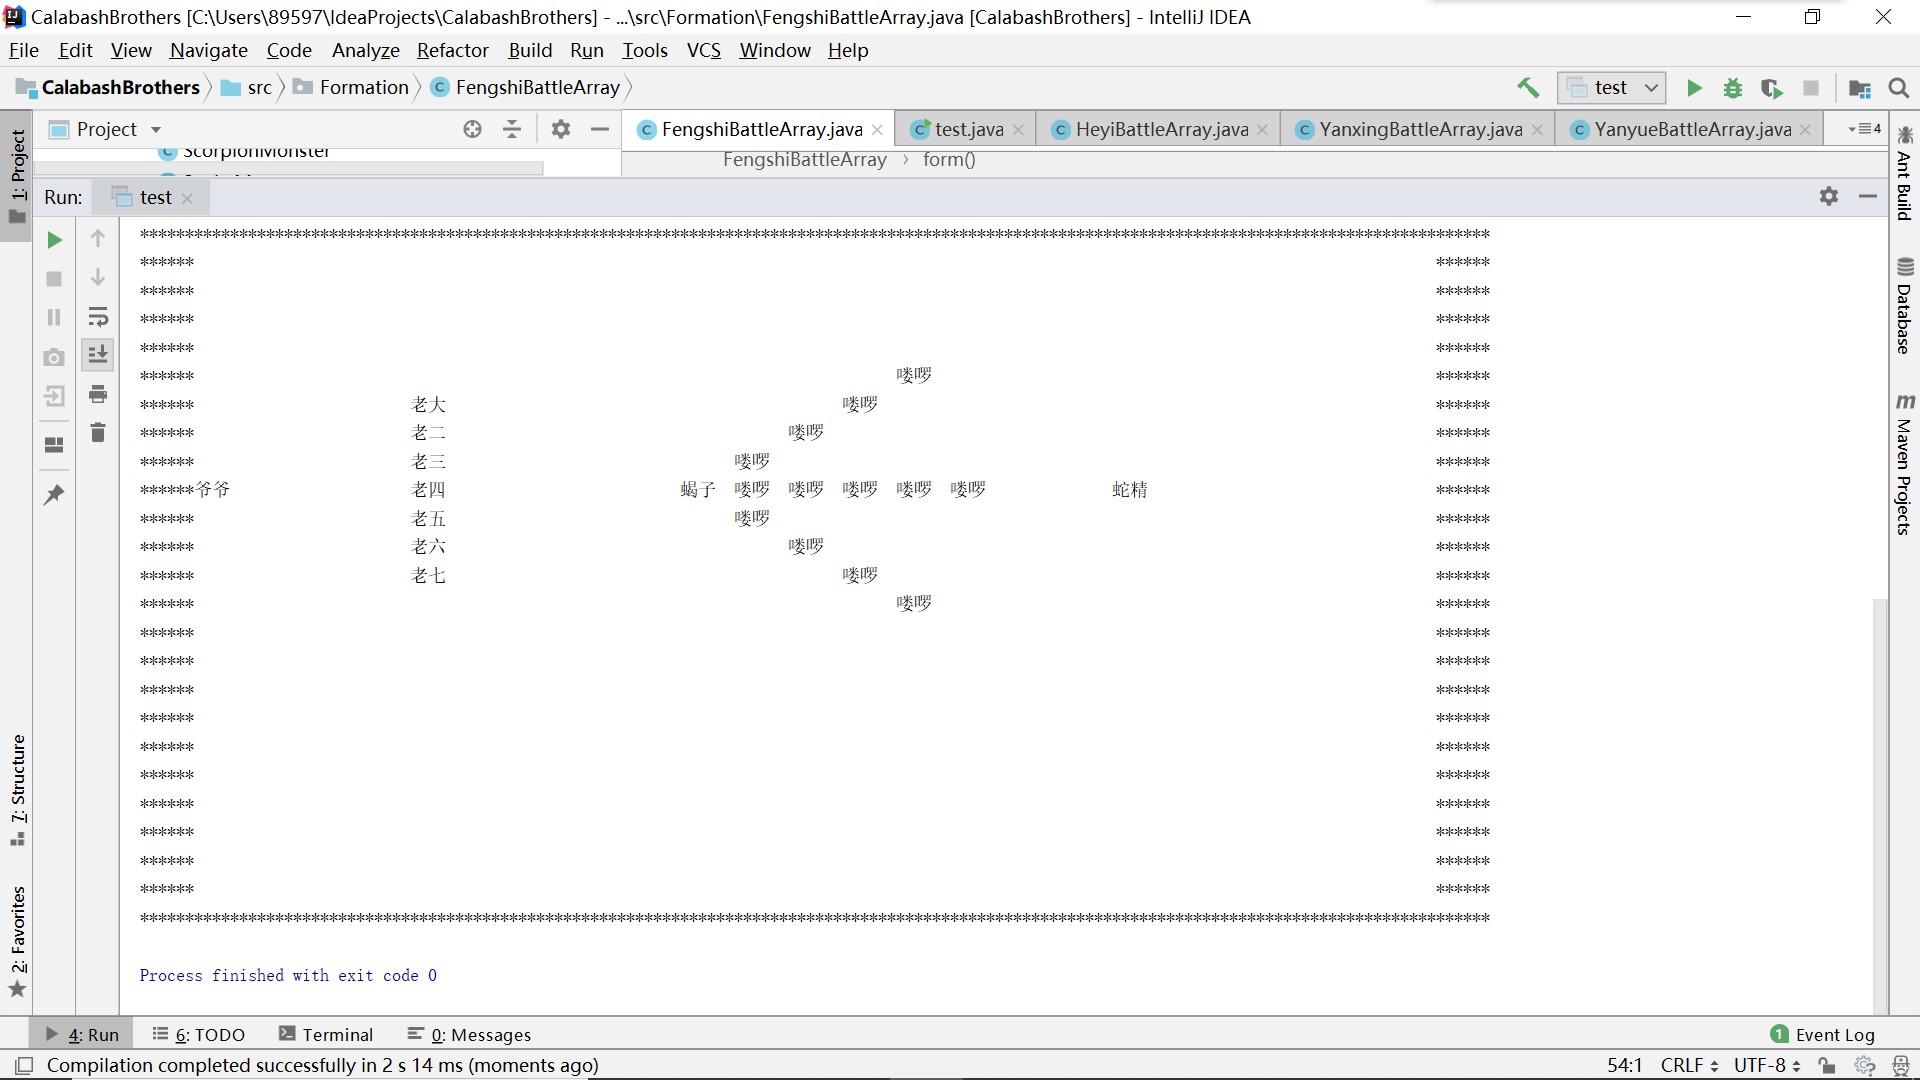 CalabashBrothers [C:\Users\89597\IdeaProjects\CalabashBrothers] - ...\src\Formation\FengshiBattleArray.java [CalabashBrothers] - IntelliJ IDEA
File Edit View Navigate Code Analyze Refactor Build Run Tools VCS Window Help
CalabashBrothers src Formation FengshiBattleArray test
Project FengshiBattleArray.java test.java HeyiBattleArray.java YanxingBattleArray.java YanyueBattleArray.java 4
ScorpionMonster FengshiBattleArray › form()
Run: test
******************************************************************************************************************************************************
****** ******
****** ******
****** ******
****** ******
****** 喽啰 ******
****** 老大 喽啰 ******
****** 老二 喽啰 ******
****** 老三 喽啰 ******
******爷爷 老四 蝎子 喽啰 喽啰 喽啰 喽啰 喽啰 蛇精 ******
****** 老五 喽啰 ******
****** 老六 喽啰 ******
****** 老七 喽啰 ******
****** 喽啰 ******
****** ******
****** ******
****** ******
****** ******
****** ******
****** ******
****** ******
****** ******
****** ******
****** ******
******************************************************************************************************************************************************
Process finished with exit code 0
1: Project
7: Structure
2: Favorites
Ant Build
Database
Maven Projects
4: Run 6: TODO Terminal 0: Messages 1 Event Log
Compilation completed successfully in 2 s 14 ms (moments ago) 54:1 CRLF UTF-8